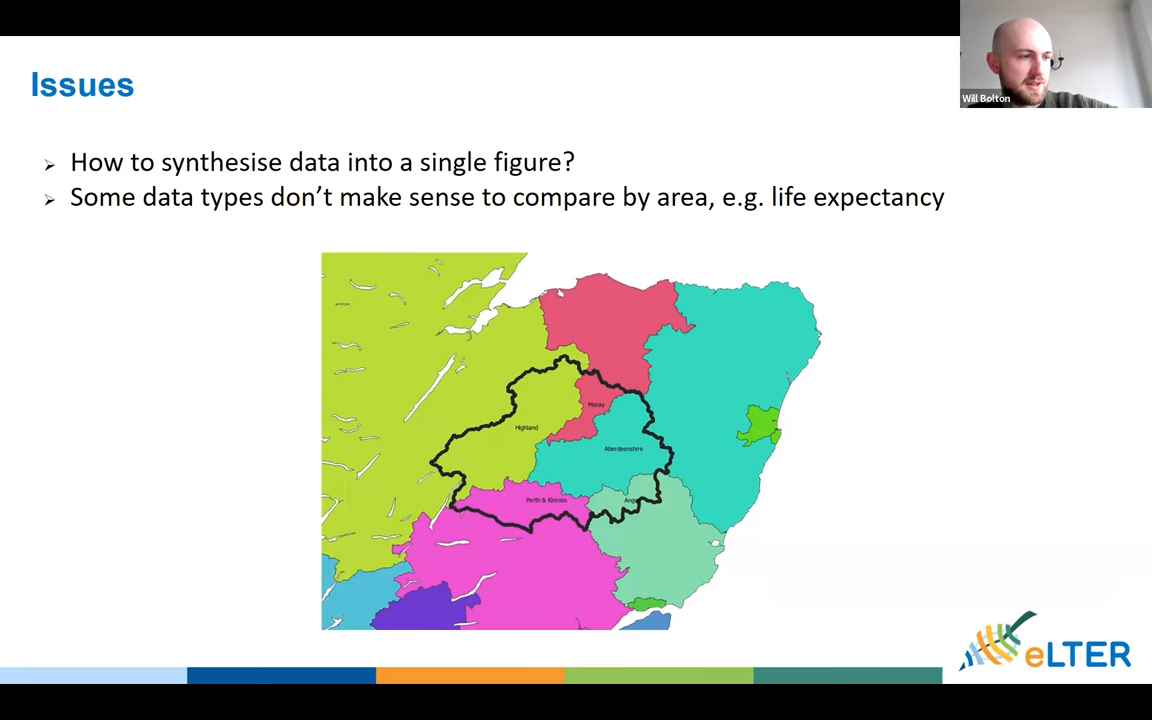 Issues
Will Bolton
How to synthesise data into a single figure?
Some data types don’t make sense to compare by area, e.g. life expectancy
Moray
Highland
Aberdeenshire
Perth & Kinross
eLTER